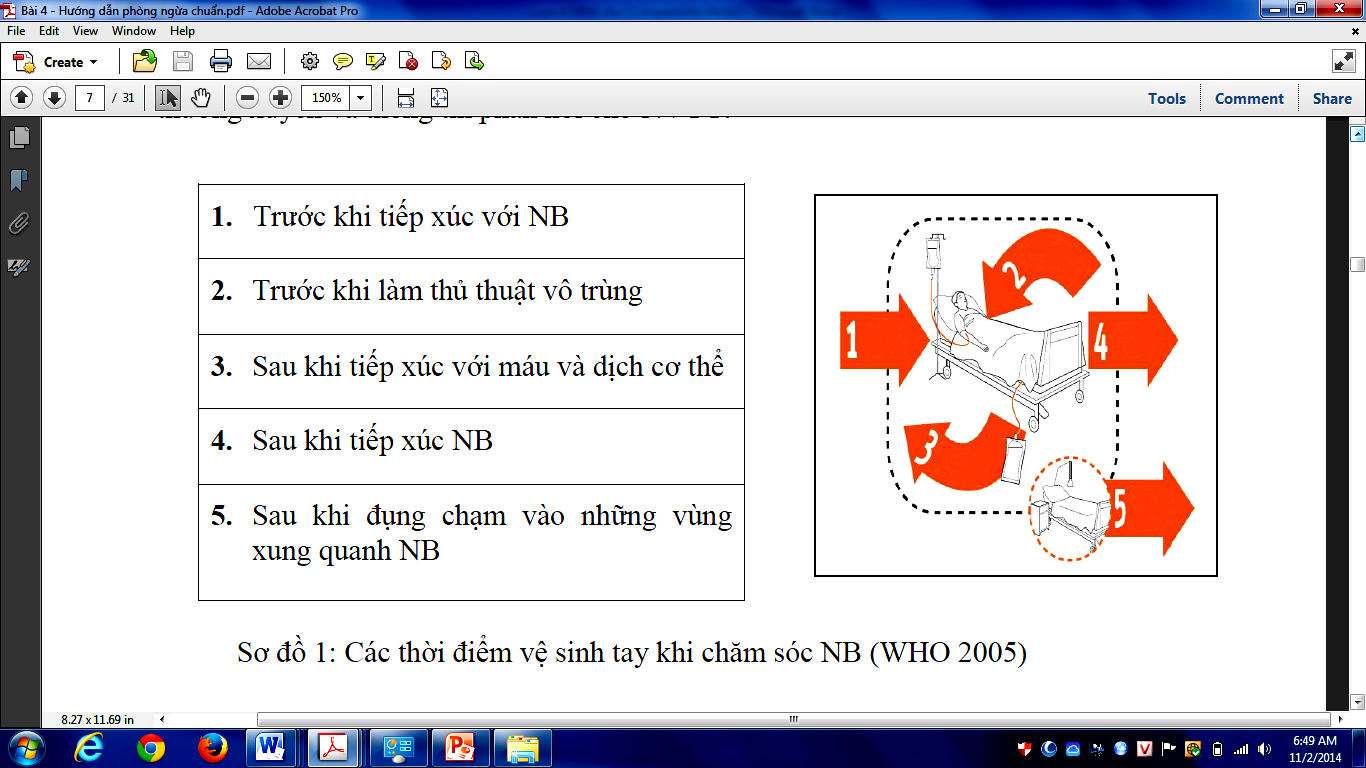 Bài 4 - Hướng dẫn phòng ngừa chuẩn.pdf - Adobe Acrobat Pro
File Edit View Window Help
Create
7 / 31 150% Tools Comment Share
1. Trước khi tiếp xúc với NB
2. Trước khi làm thủ thuật vô trùng
3. Sau khi tiếp xúc với máu và dịch cơ thể
4. Sau khi tiếp xúc NB
5. Sau khi đụng chạm vào những vùng
xung quanh NB
2
1
4
3
5
Sơ đồ 1: Các thời điểm vệ sinh tay khi chăm sóc NB (WHO 2005)
8.27 x 11.69 in
6:49 AM
11/2/2014